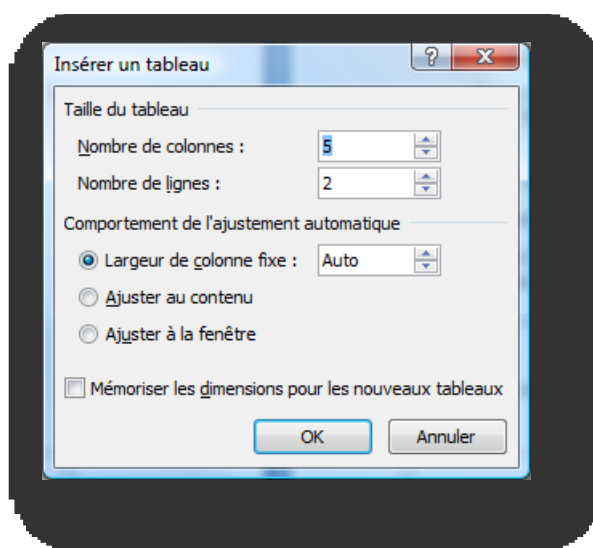 Insérer un tableau
Taille du tableau
Nombre de colonnes : 5
Nombre de lignes : 2
Comportement de l'ajustement automatique
Largeur de colonne fixe : Auto
Ajuster au contenu
Ajuster à la fenêtre
Mémoriser les dimensions pour les nouveaux tableaux
OK Annuler